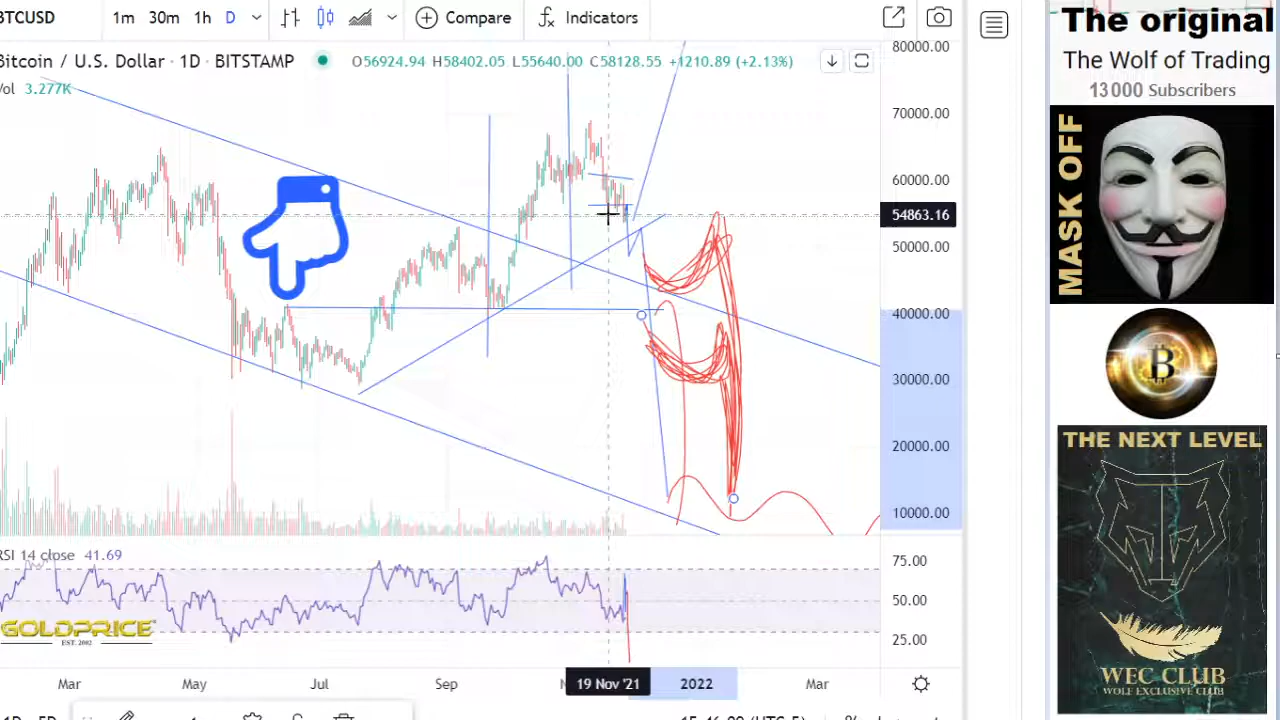 BTCUSD 1m 30m 1h D Compare Indicators
Bitcoin / U.S. Dollar · 1D · BITSTAMP O56924.94 H58402.05 L55640.00 C58128.55 +1210.89 (+2.13%)
Vol 3.277K
80000.00
70000.00
60000.00
54863.16
50000.00
40000.00
30000.00
20000.00
10000.00
RSI 14 close 41.69
75.00
50.00
25.00
GOLDPRICE
EST. 2002
Mar May Jul Sep 19 Nov '21 2022 Mar
The original
The Wolf of Trading
13000 Subscribers
MASK OFF
THE NEXT LEVEL
WEC CLUB
WOLF EXCLUSIVE CLUB